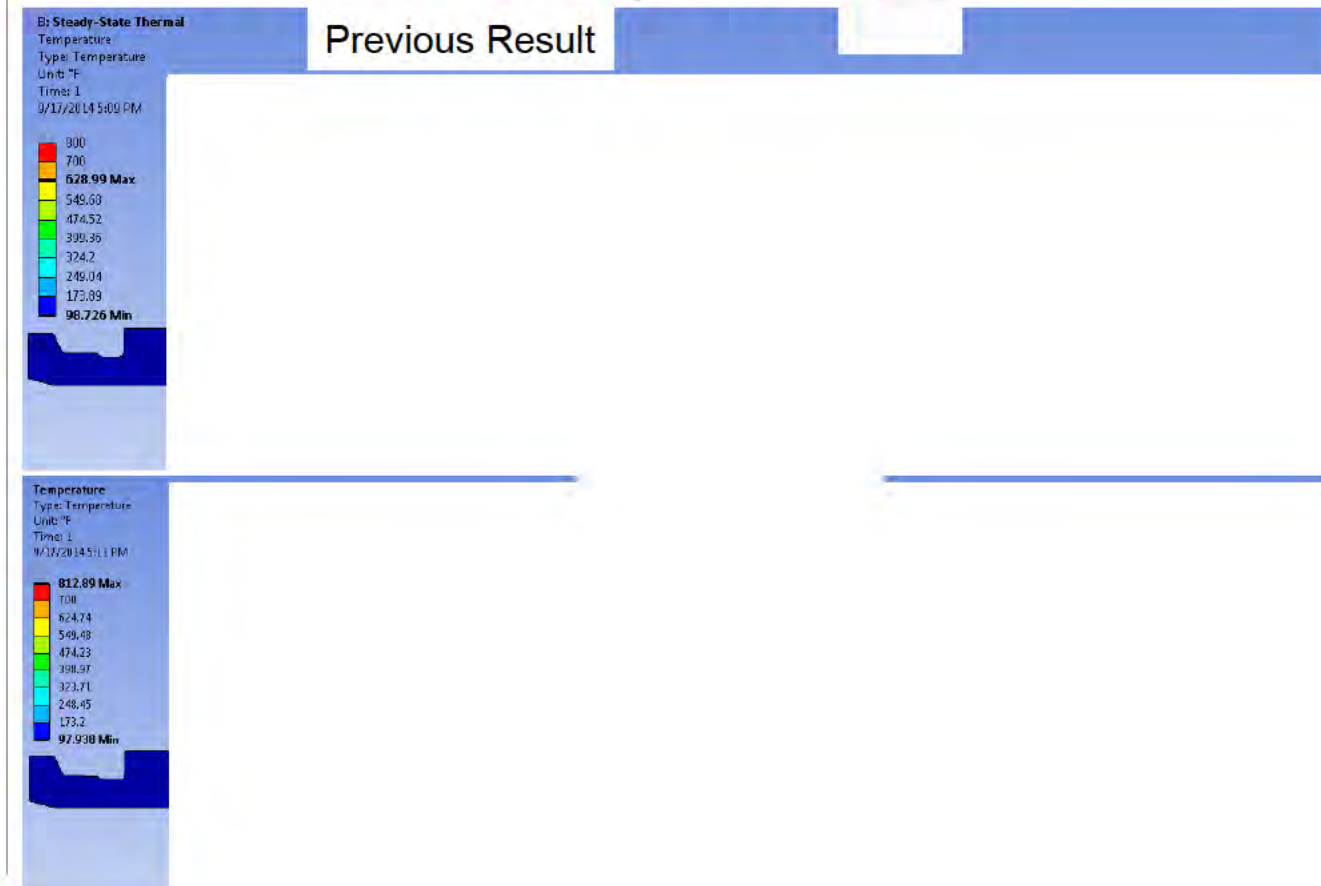 B: Steady-State Thermal
Temperature
Type: Temperature
Unit: °F
Time: 1
9/17/2014 5:09 PM
Previous Result
800
700
628.99 Max
549.68
474.52
399.36
324.2
249.04
173.89
98.726 Min
Temperature
Type: Temperature
Unit: °F
Time: 1
9/17/2014 5:11 PM
812.89 Max
700
624.74
549.48
474.23
398.97
323.71
248.45
173.2
97.938 Min